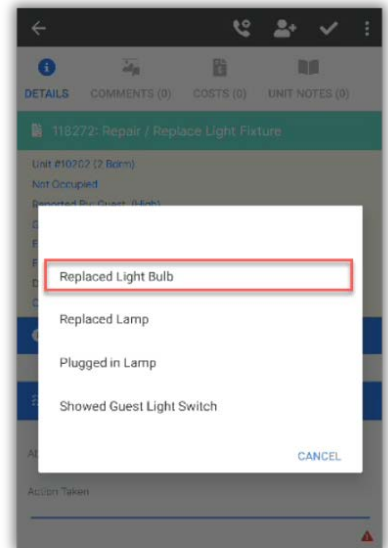 DETAILS COMMENTS (0) COSTS (0) UNIT NOTES (0)
118272: Repair / Replace Light Fixture
Unit #10202 (2 Bdrm)
Not Occupied
Reported By: Guest (High)
Replaced Light Bulb
Replaced Lamp
Plugged in Lamp
Showed Guest Light Switch
CANCEL
Action Taken